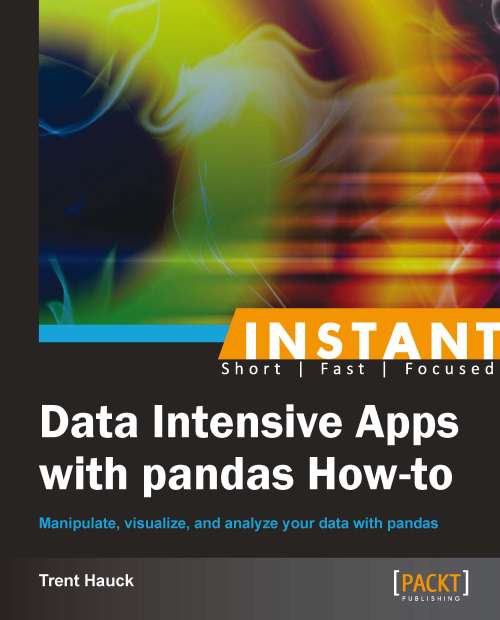 INSTANT
Short | Fast | Focused
Data Intensive Apps
with pandas How-to
Manipulate, visualize, and analyze your data with pandas
Trent Hauck
[PACKT]
PUBLISHING